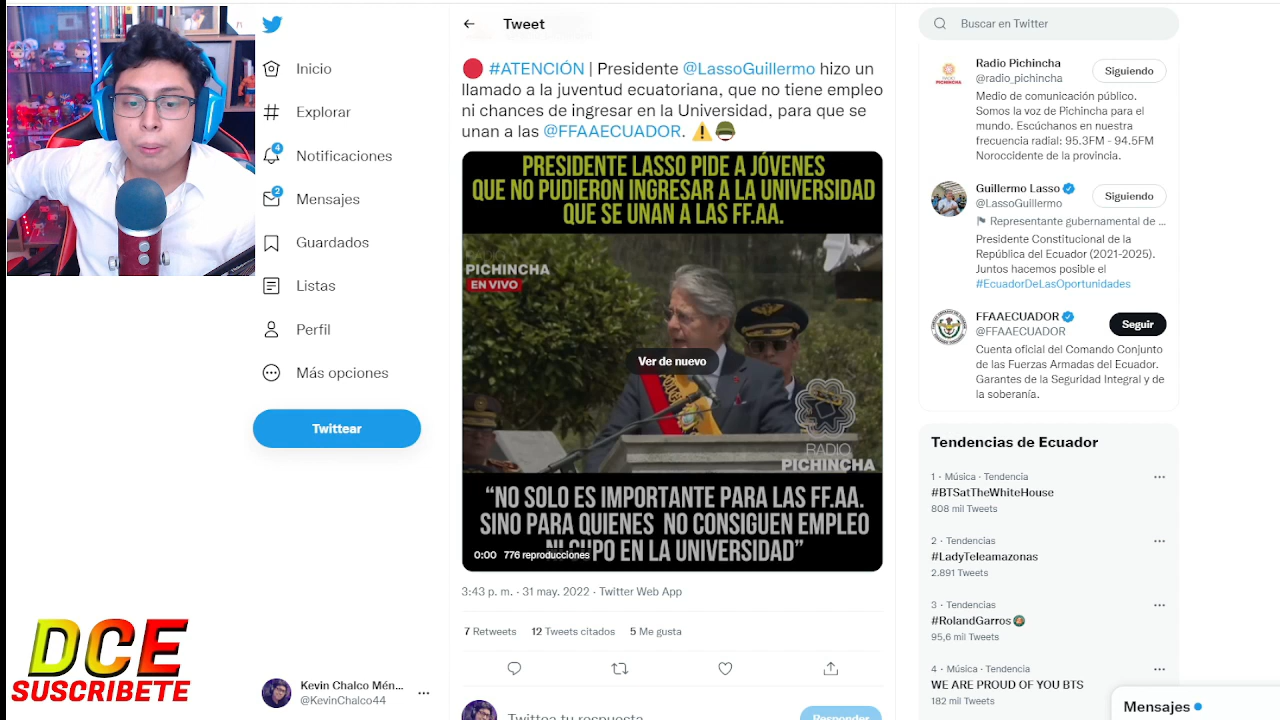 Inicio
Explorar
4
Notificaciones
2
Mensajes
Guardados
Listas
Perfil
Más opciones
Twittear
DCE
SUSCRIBETE
Kevin Chalco Mén...
@KevinChalco44
Tweet
#ATENCIÓN | Presidente @LassoGuillermo hizo un
llamado a la juventud ecuatoriana, que no tiene empleo
ni chances de ingresar en la Universidad, para que se
unan a las @FFAAECUADOR.
PRESIDENTE LASSO PIDE A JÓVENES
QUE NO PUDIERON INGRESAR A LA UNIVERSIDAD
QUE SE UNAN A LAS FF.AA.
PICHINCHA
EN VIVO
Ver de nuevo
RADIO
PICHINCHA
“NO SOLO ES IMPORTANTE PARA LAS FF.AA.
SINO PARA QUIENES NO CONSIGUEN EMPLEO
NI CUPO EN LA UNIVERSIDAD”
0:00 776 reproducciones
3:43 p. m. · 31 may. 2022 · Twitter Web App
7 Retweets 12 Tweets citados 5 Me gusta
Twittea tu respuesta
Responder
Buscar en Twitter
Radio Pichincha
@radio_pichincha
Siguiendo
Medio de comunicación público.
Somos la voz de Pichincha para el
mundo. Escúchanos en nuestra
frecuencia radial: 95.3FM - 94.5FM
Noroccidente de la provincia.
Guillermo Lasso
@LassoGuillermo
Siguiendo
Representante gubernamental de ...
Presidente Constitucional de la
República del Ecuador (2021-2025).
Juntos hacemos posible el
#EcuadorDeLasOportunidades
FFAAECUADOR
@FFAAECUADOR
Seguir
Cuenta oficial del Comando Conjunto
de las Fuerzas Armadas del Ecuador.
Garantes de la Seguridad Integral y de
la soberanía.
Tendencias de Ecuador
1 · Música · Tendencia
#BTSatTheWhiteHouse
808 mil Tweets
2 · Tendencias
#LadyTeleamazonas
2.891 Tweets
3 · Tendencias
#RolandGarros
95,6 mil Tweets
4 · Música · Tendencia
WE ARE PROUD OF YOU BTS
182 mil Tweets
Mensajes